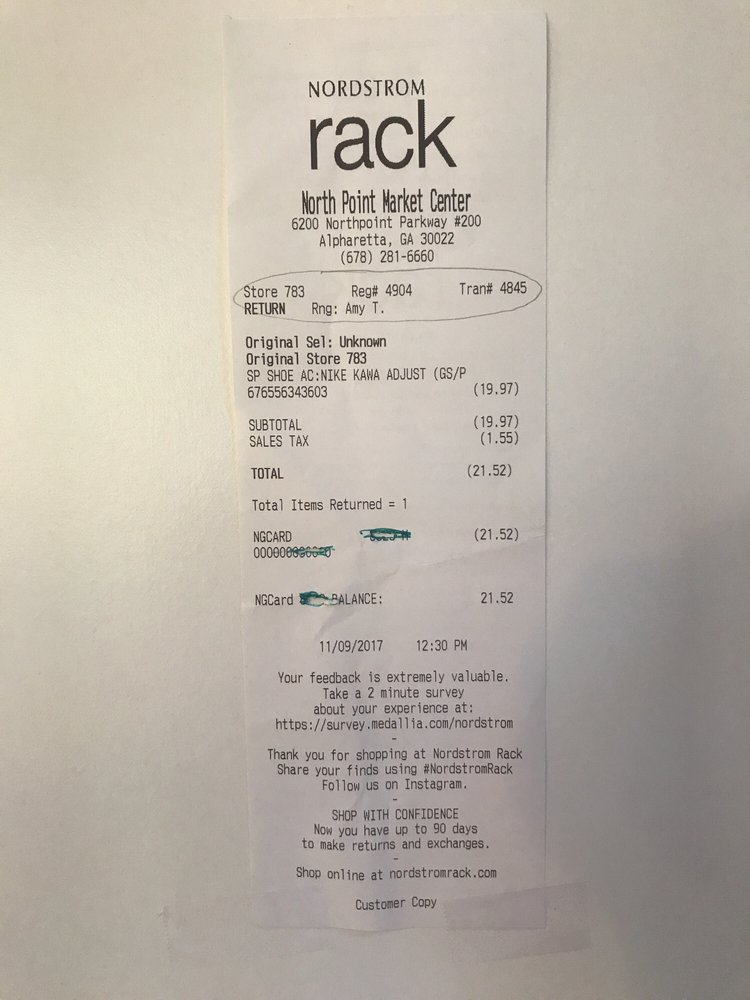 NORDSTROM
rack
North Point Market Center
6200 Northpoint Parkway #200
Alpharetta, GA 30022
(678) 281-6660
Store 783 Reg# 4904 Tran# 4845
RETURN Rng: Amy T.
Original Sel: Unknown
Original Store 783
SP SHOE AC:NIKE KAWA ADJUST (GS/P
676556343603 (19.97)
SUBTOTAL (19.97)
SALES TAX (1.55)
TOTAL (21.52)
Total Items Returned = 1
NGCARD (21.52)
NGCard BALANCE: 21.52
11/09/2017 12:30 PM
Your feedback is extremely valuable.
Take a 2 minute survey
about your experience at:
https://survey.medallia.com/nordstrom
-
Thank you for shopping at Nordstrom Rack
Share your finds using #NordstromRack
Follow us on Instagram.
-
SHOP WITH CONFIDENCE
Now you have up to 90 days
to make returns and exchanges.
-
Shop online at nordstromrack.com
Customer Copy